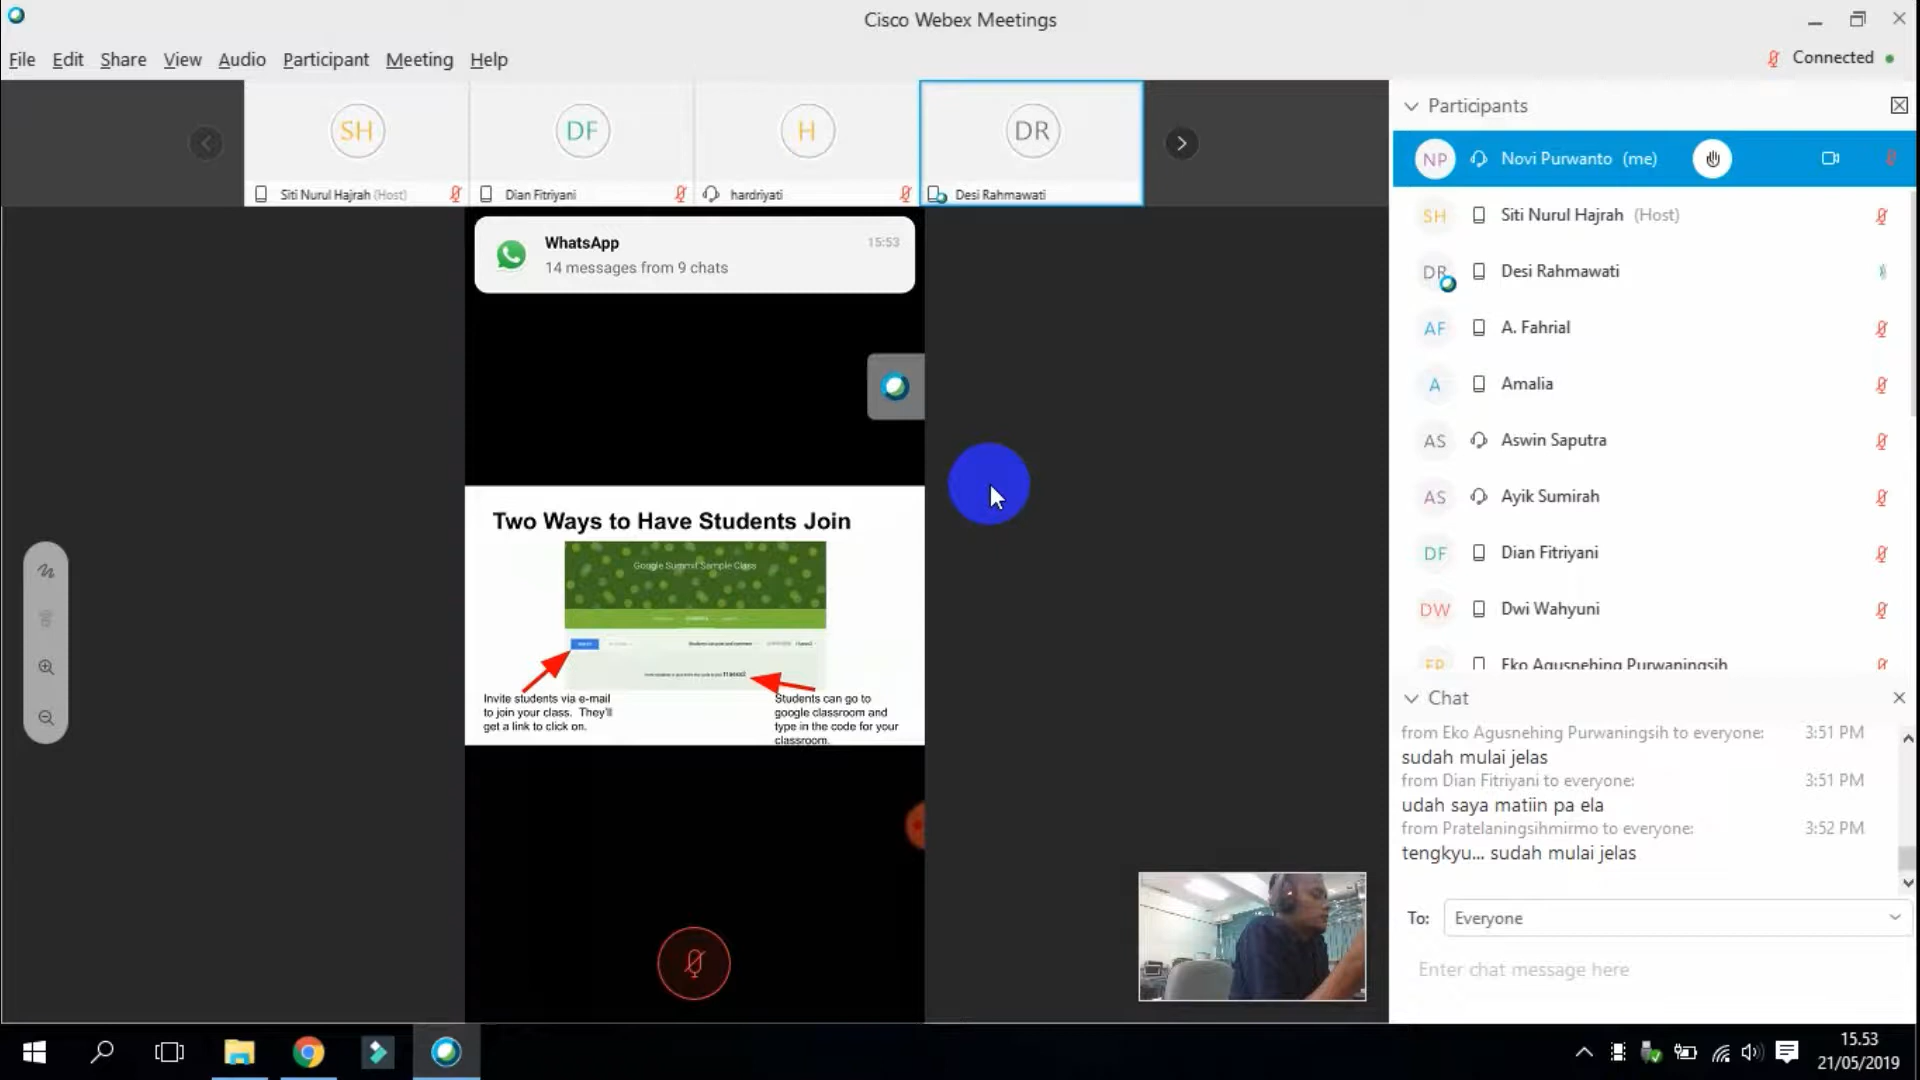 Cisco Webex Meetings
File Edit Share View Audio Participant Meeting Help
Connected
SH
DF
H
DR
Siti Nurul Hajrah (Host)
Dian Fitriyani
hardriyati
Desi Rahmawati
WhatsApp 15:53
14 messages from 9 chats
Two Ways to Have Students Join
Google Summit Sample Class
Invite students via e-mail
to join your class. They'll
get a link to click on.
Students can go to
google classroom and
type in the code for your
classroom.
Participants
NP Novi Purwanto (me)
SH Siti Nurul Hajrah (Host)
DR Desi Rahmawati
AF A. Fahrial
A Amalia
AS Aswin Saputra
AS Ayik Sumirah
DF Dian Fitriyani
DW Dwi Wahyuni
EP Eko Agusnehing Purwaningsih
Chat
from Eko Agusnehing Purwaningsih to everyone: 3:51 PM
sudah mulai jelas
from Dian Fitriyani to everyone: 3:51 PM
udah saya matiin pa ela
from Pratelaningsihmirmo to everyone: 3:52 PM
tengkyu... sudah mulai jelas
To: Everyone
Enter chat message here
15.53
21/05/2019